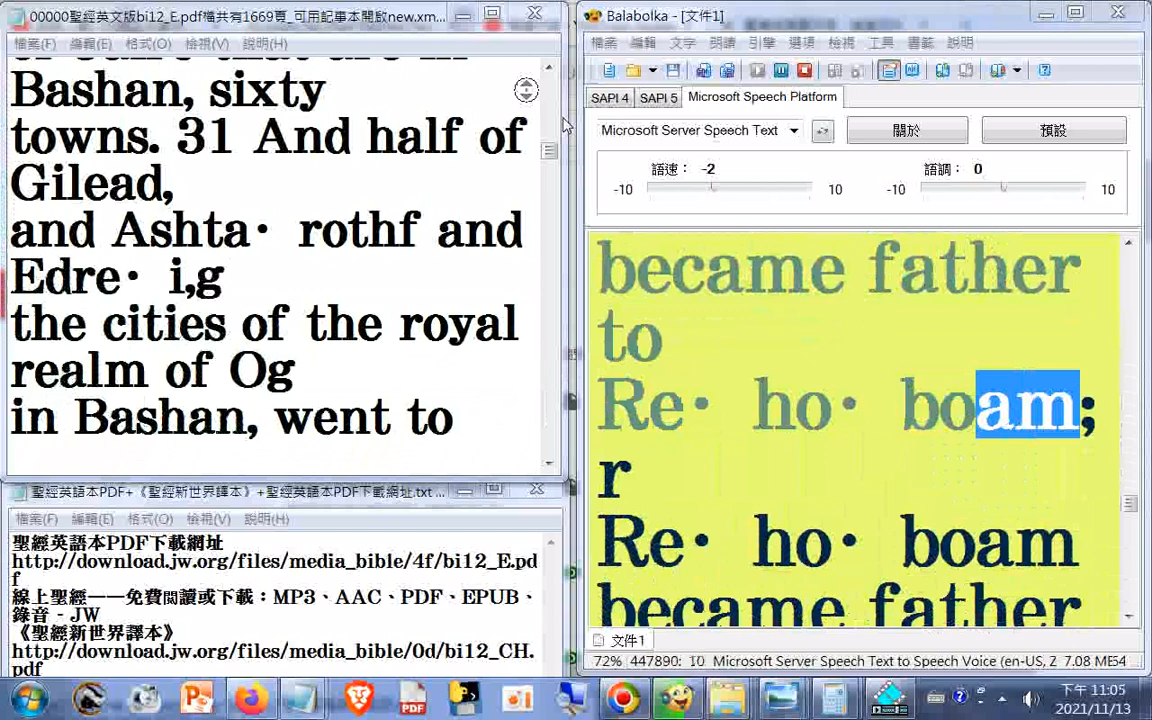 00000聖經英文版bi12_E.pdf檔共有1669頁_可用記事本開啟new.xm...
檔案(F) 編輯(E) 格式(O) 檢視(V) 說明(H)
Bashan, sixty
towns. 31 And half of
Gilead,
and Ashta· rothf and
Edre· i,g
the cities of the royal
realm of Og
in Bashan, went to
聖經英語本PDF+《聖經新世界譯本》+聖經英語本PDF下載網址.txt ...
檔案(F) 編輯(E) 格式(O) 檢視(V) 說明(H)
聖經英語本PDF下載網址
http://download.jw.org/files/media_bible/4f/bi12_E.pd
f
線上聖經——免費閱讀或下載：MP3、AAC、PDF、EPUB、
錄音 - JW
《聖經新世界譯本》
http://download.jw.org/files/media_bible/0d/bi12_CH.
pdf
Balabolka - [文件1]
檔案 編輯 文字 朗讀 引擎 選項 檢視 工具 書籤 說明
SAPI 4 SAPI 5 Microsoft Speech Platform
Microsoft Server Speech Text 關於 預設
語速： -2 語調： 0
-10 10 -10 10
became father
to
Re· ho· boam;
r
Re· ho· boam
became father
文件1
72% 447890: 10 Microsoft Server Speech Text to Speech Voice (en-US, Z 7.08 ME54
PDF
下午 11:05
2021/11/13